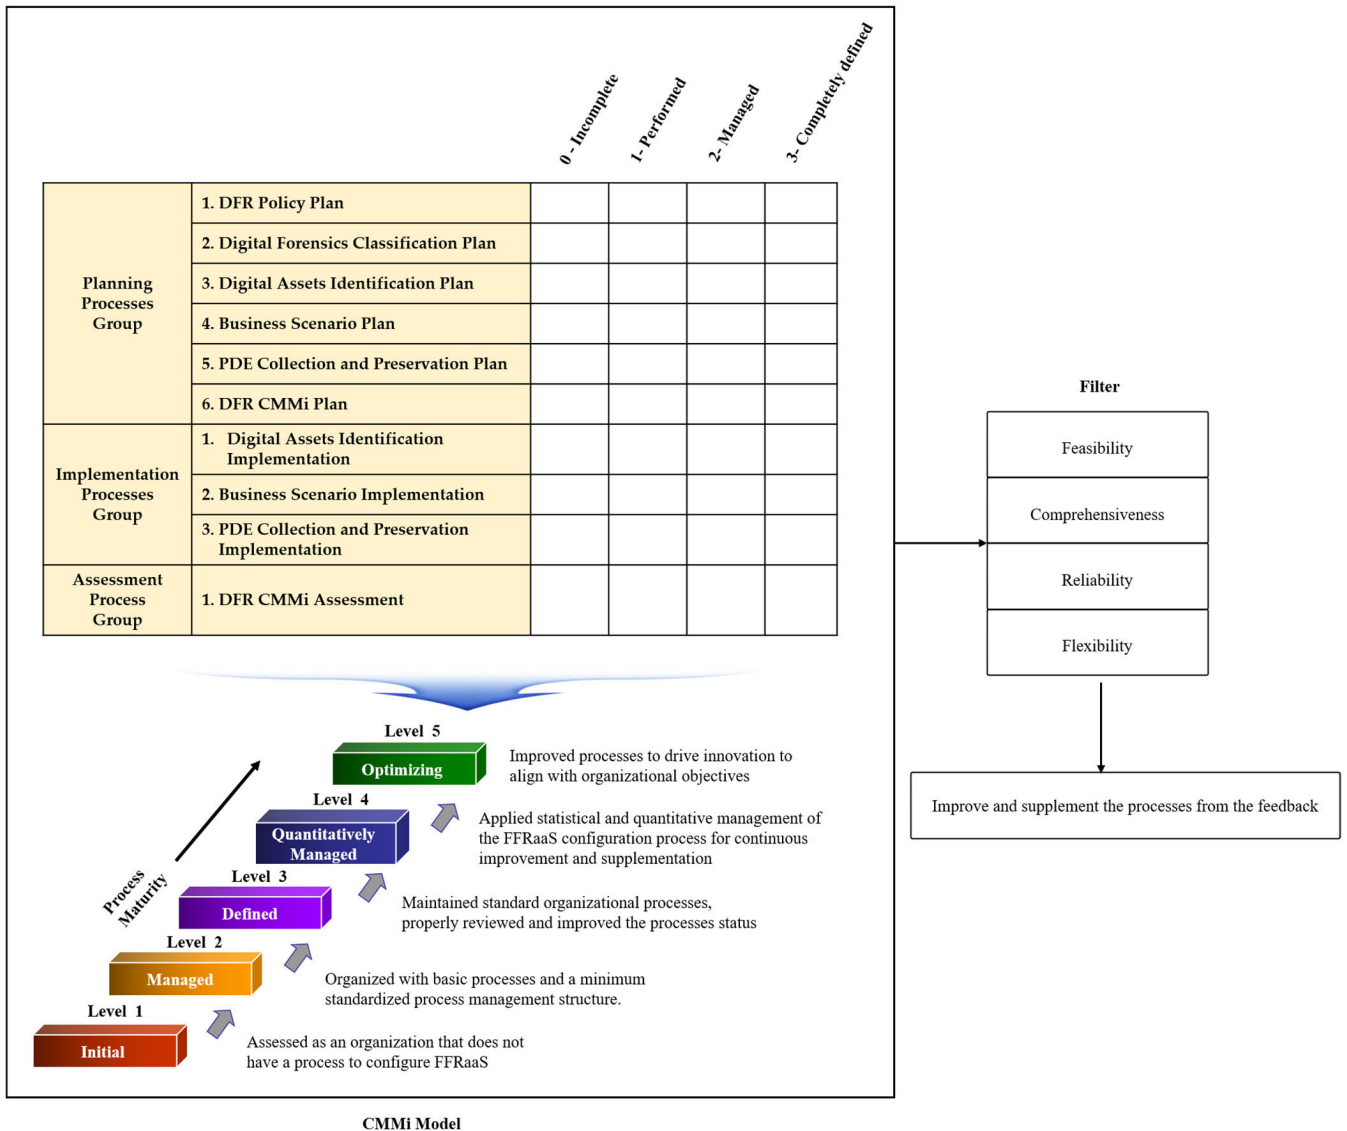 0 - Incomplete
1- Performed
2- Managed
3- Completely defined
Planning
Processes
Group
1. DFR Policy Plan
2. Digital Forensics Classification Plan
3. Digital Assets Identification Plan
4. Business Scenario Plan
5. PDE Collection and Preservation Plan
6. DFR CMMi Plan
Implementation
Processes
Group
1. Digital Assets Identification
Implementation
2. Business Scenario Implementation
3. PDE Collection and Preservation
Implementation
Assessment
Process
Group
1. DFR CMMi Assessment
Filter
Feasibility
Comprehensiveness
Reliability
Flexibility
Improve and supplement the processes from the feedback
Process
Maturity
Level 5
Optimizing
Improved processes to drive innovation to
align with organizational objectives
Level 4
Quantitatively
Managed
Applied statistical and quantitative management of
the FFRaaS configuration process for continuous
improvement and supplementation
Level 3
Defined
Maintained standard organizational processes,
properly reviewed and improved the processes status
Level 2
Managed
Organized with basic processes and a minimum
standardized process management structure.
Level 1
Initial
Assessed as an organization that does not
have a process to configure FFRaaS
CMMi Model